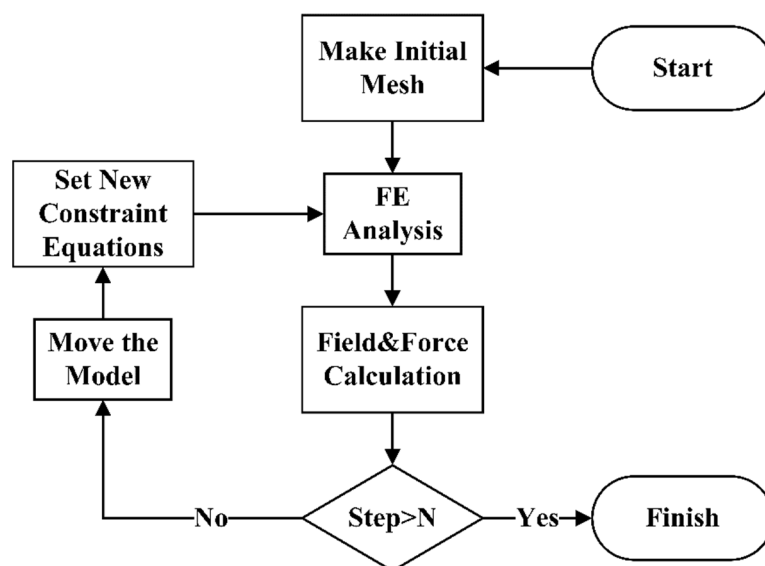 Make Initial
Mesh
Start
Set New
Constraint
Equations
FE
Analysis
Move the
Model
Field&Force
Calculation
No
Step>N
Yes
Finish